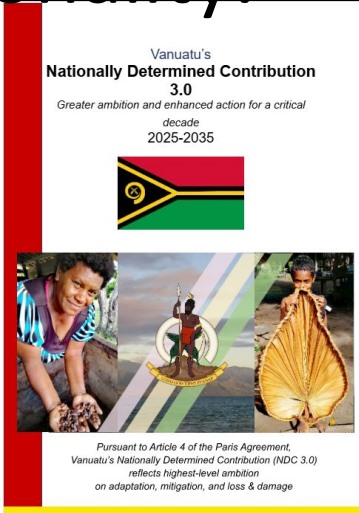 Vanuatu's
Nationally Determined Contribution
3.0
Greater ambition and enhanced action for a critical
decade
2025-2035
Pursuant to Article 4 of the Paris Agreement,
Vanuatu's Nationally Determined Contribution (NDC 3.0)
reflects highest-level ambition
on adaptation, mitigation, and loss & damage